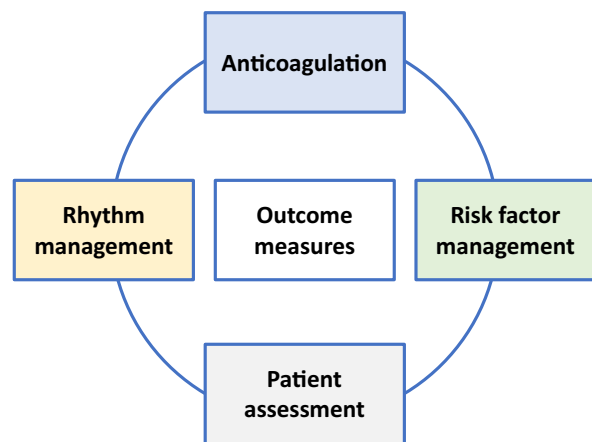 Anticoagulation
Rhythm
management
Outcome
measures
Risk factor
management
Patient
assessment